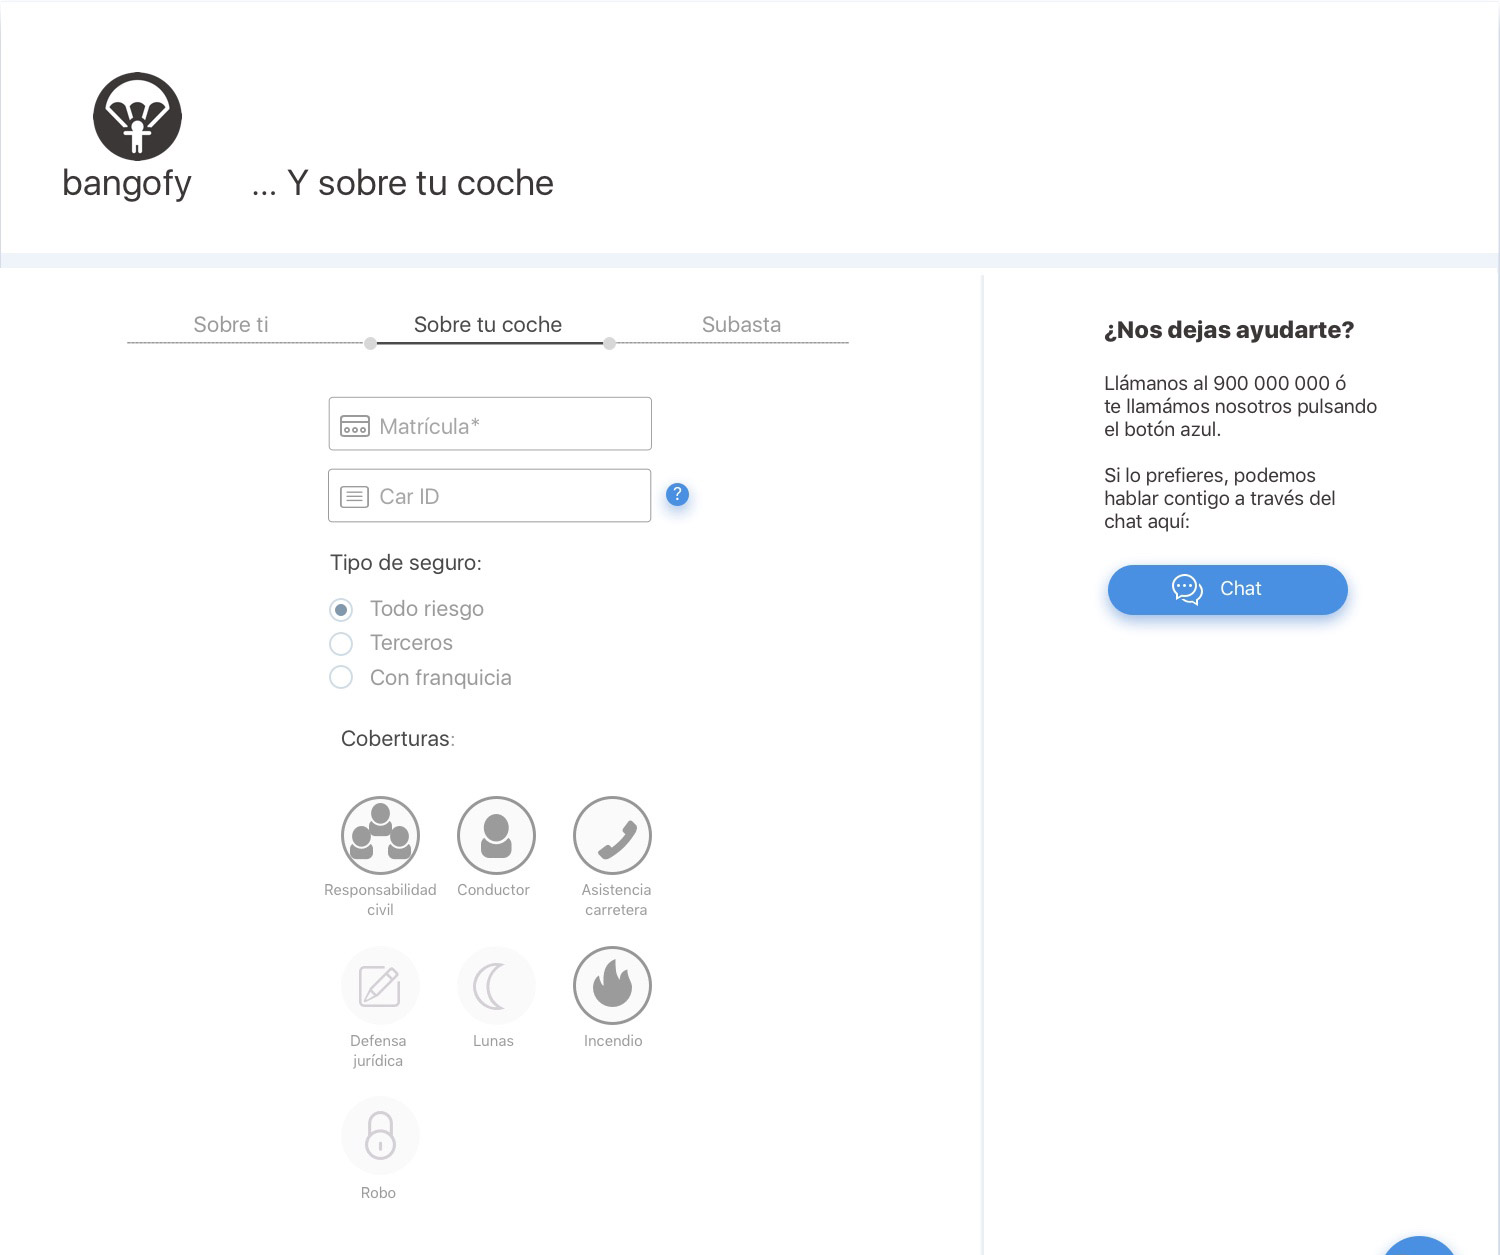 bangofy
... Y sobre tu coche
Sobre ti
Sobre tu coche
Subasta
Matrícula*
Car ID
?
Tipo de seguro:
Todo riesgo
Terceros
Con franquicia
Coberturas:
Responsabilidad
civil
Conductor
Asistencia
carretera
Defensa
jurídica
Lunas
Incendio
Robo
¿Nos dejas ayudarte?
Llámanos al 900 000 000 ó
te llamámos nosotros pulsando
el botón azul.
Si lo prefieres, podemos
hablar contigo a través del
chat aquí:
Chat